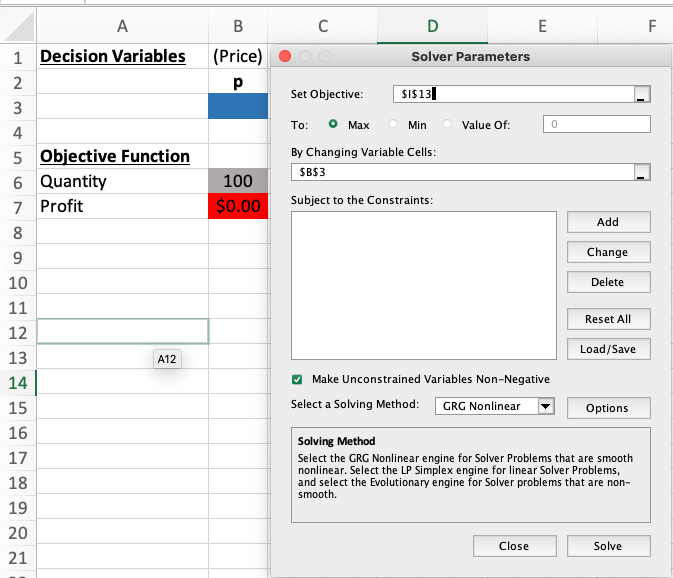 A B C D E F
1 Decision Variables (Price)
2 p
3
4
5 Objective Function
6 Quantity 100
7 Profit $0.00
8
9
10
11
12
13 A12
14
15
16
17
18
19
20
21
Solver Parameters
Set Objective: $I$13
To: Max Min Value Of: 0
By Changing Variable Cells:
$B$3
Subject to the Constraints:
Add
Change
Delete
Reset All
Load/Save
Make Unconstrained Variables Non-Negative
Select a Solving Method: GRG Nonlinear Options
Solving Method
Select the GRG Nonlinear engine for Solver Problems that are smooth
nonlinear. Select the LP Simplex engine for linear Solver Problems,
and select the Evolutionary engine for Solver problems that are non-
smooth.
Close Solve